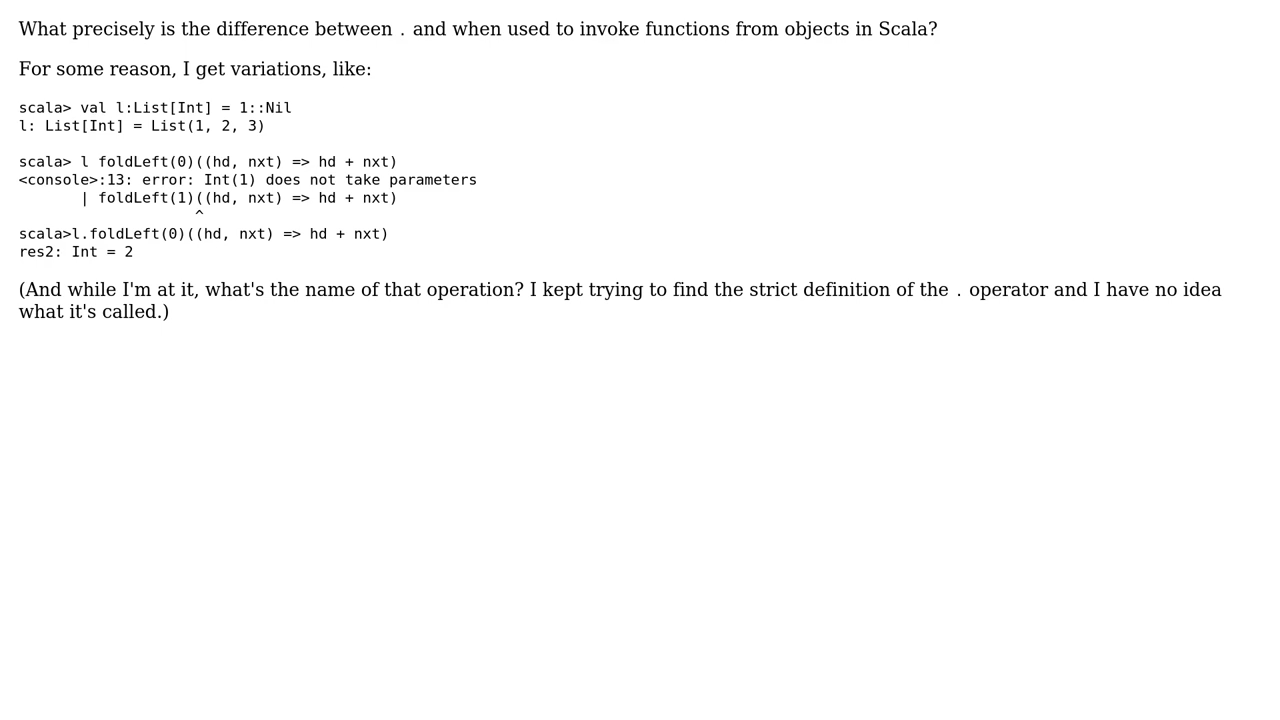 What precisely is the difference between . and when used to invoke functions from objects in Scala?
For some reason, I get variations, like:
scala> val l:List[Int] = 1::Nil
l: List[Int] = List(1, 2, 3)
scala> l foldLeft(0)((hd, nxt) => hd + nxt)
<console>:13: error: Int(1) does not take parameters
       | foldLeft(1)((hd, nxt) => hd + nxt)
                    ^
scala>l.foldLeft(0)((hd, nxt) => hd + nxt)
res2: Int = 2
(And while I'm at it, what's the name of that operation? I kept trying to find the strict definition of the . operator and I have no idea
what it's called.)